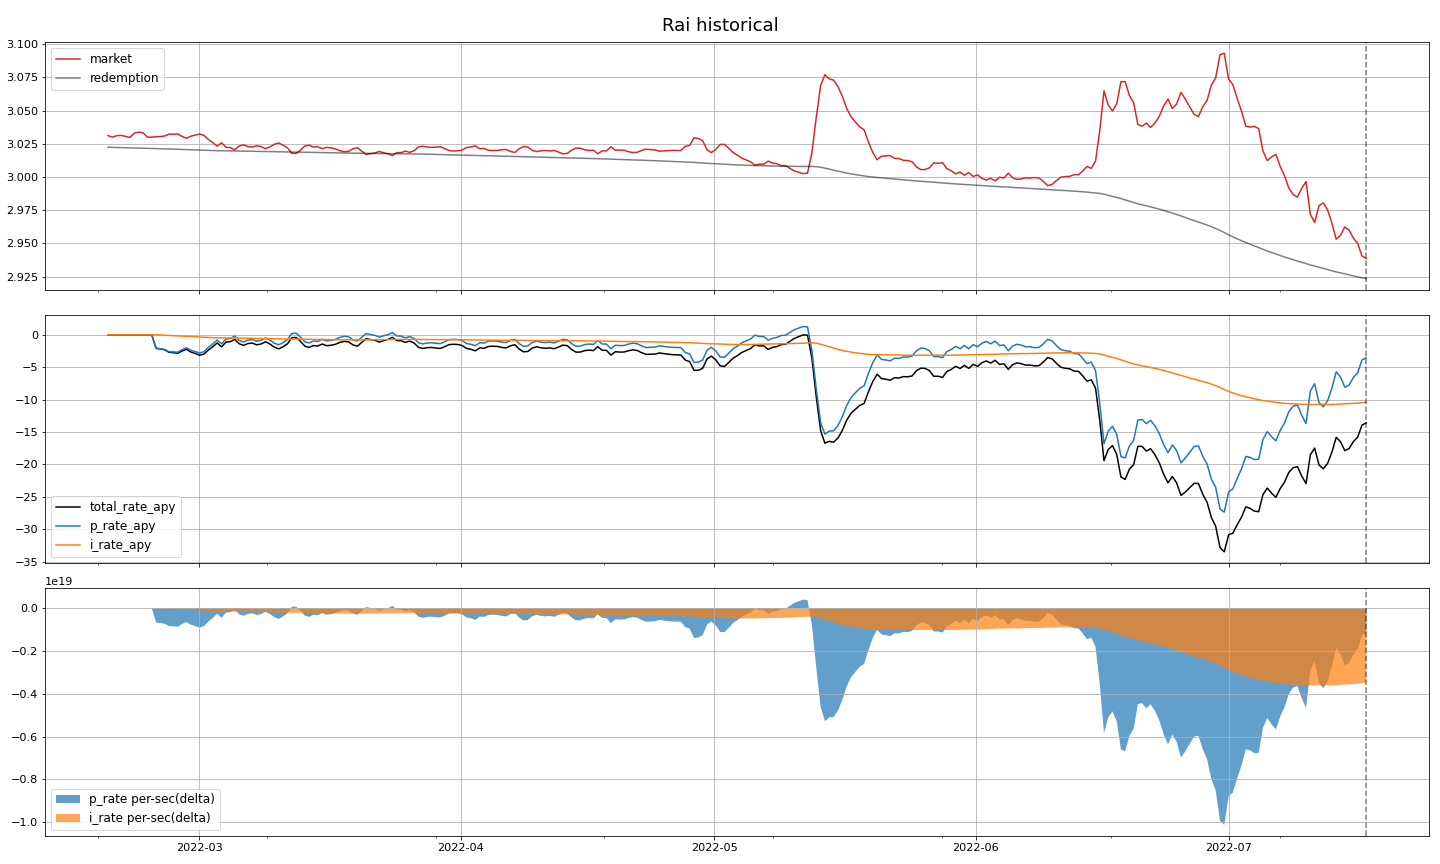 Rai historical
3.100
3.075
3.050
3.025
3.000
2.975
2.950
2.925
market
redemption
0
−5
−10
−15
−20
−25
−30
−35
total_rate_apy
p_rate_apy
i_rate_apy
1e19
0.0
−0.2
−0.4
−0.6
−0.8
−1.0
p_rate per-sec(delta)
i_rate per-sec(delta)
2022-03 2022-04 2022-05 2022-06 2022-07